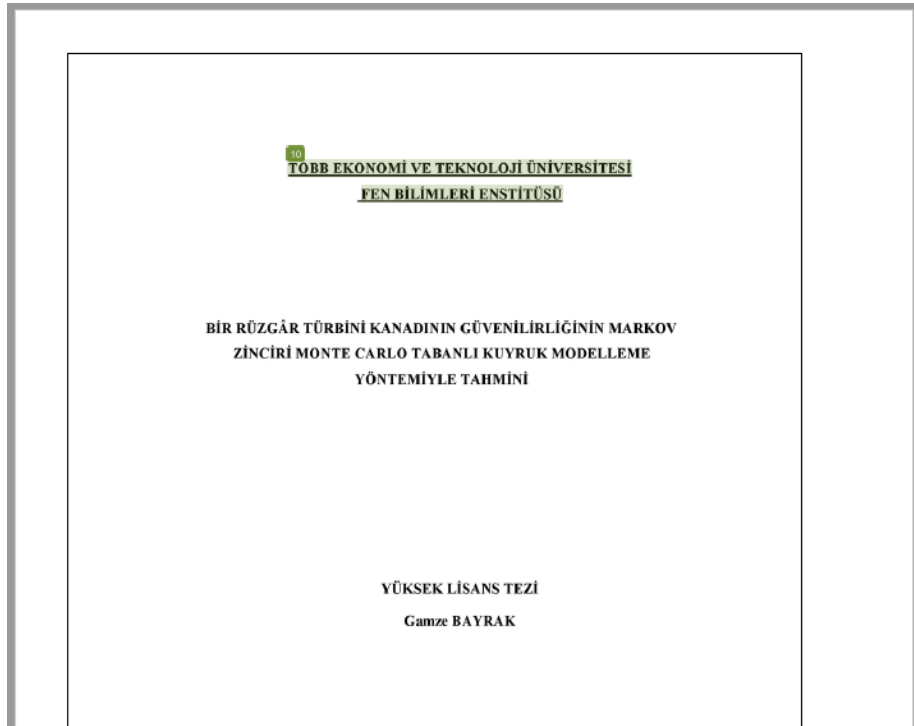 10
TOBB EKONOMİ VE TEKNOLOJİ ÜNİVERSİTESİ
FEN BİLİMLERİ ENSTİTÜSÜ
BİR RÜZGÂR TÜRBİNİ KANADININ GÜVENİLİRLİĞİNİN MARKOV
ZİNCİRİ MONTE CARLO TABANLI KUYRUK MODELLEME
YÖNTEMİYLE TAHMİNİ
YÜKSEK LİSANS TEZİ
Gamze BAYRAK